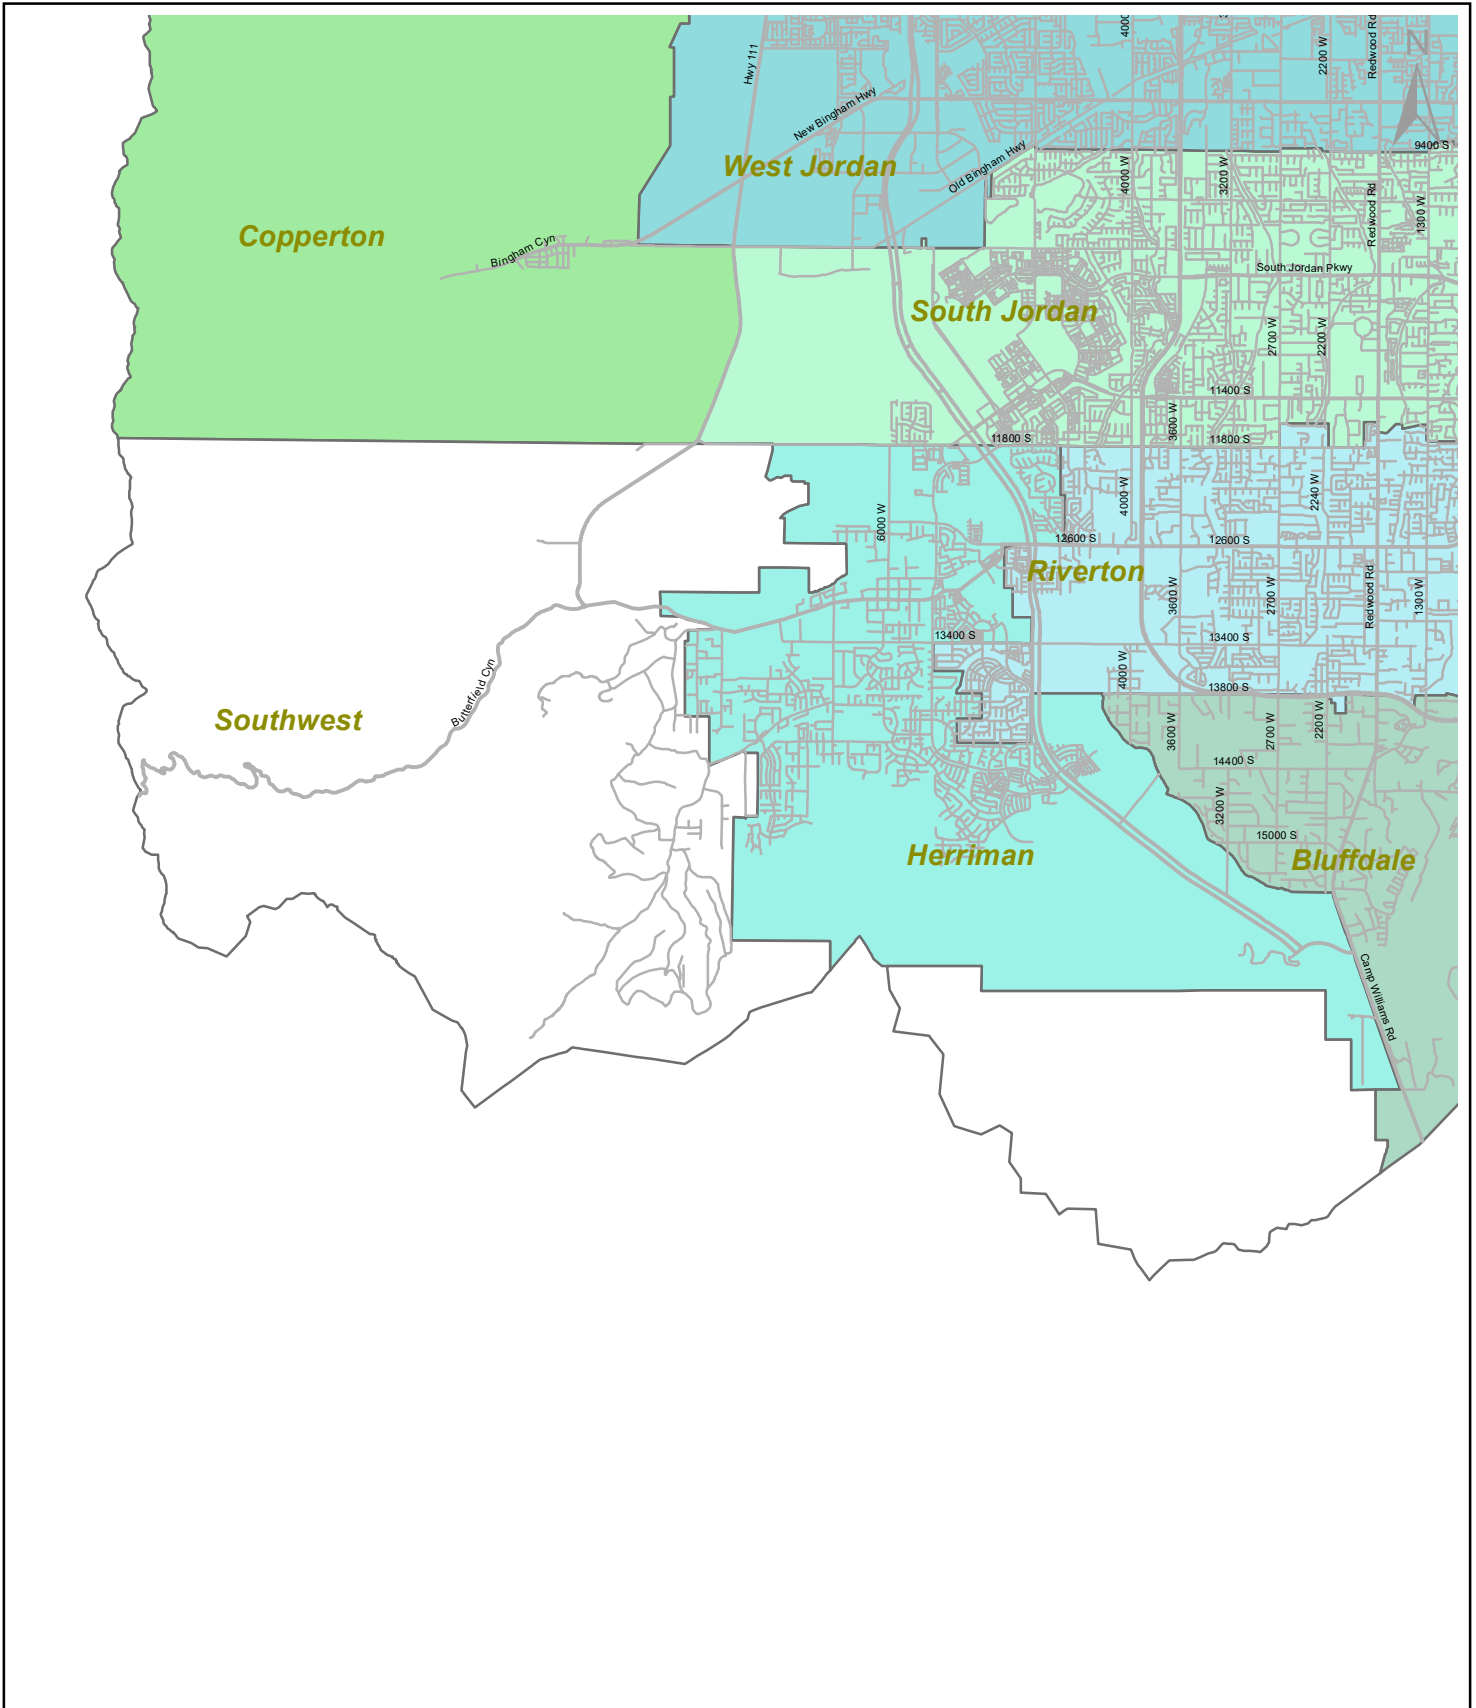 4000
2200 W
Redwood Rd
N
Hwy 111
New Bingham Hwy
9400 S
West Jordan
Old Bingham Hwy
4000 W
3200 W
Redwood Rd
1300 W
Copperton
Bingham Cyn
South Jordan Pkwy
South Jordan
2700 W
2200 W
11400 S
3600 W
11800 S
11800 S
6000 W
4000 W
2240 W
12600 S
12600 S
Riverton
3600 W
2700 W
Redwood Rd
1300 W
13400 S
13400 S
4000 W
13800 S
Butterfield Cyn
Southwest
3600 W
2700 W
2200 W
14400 S
3200 W
15000 S
Herriman
Bluffdale
Camp Williams Rd